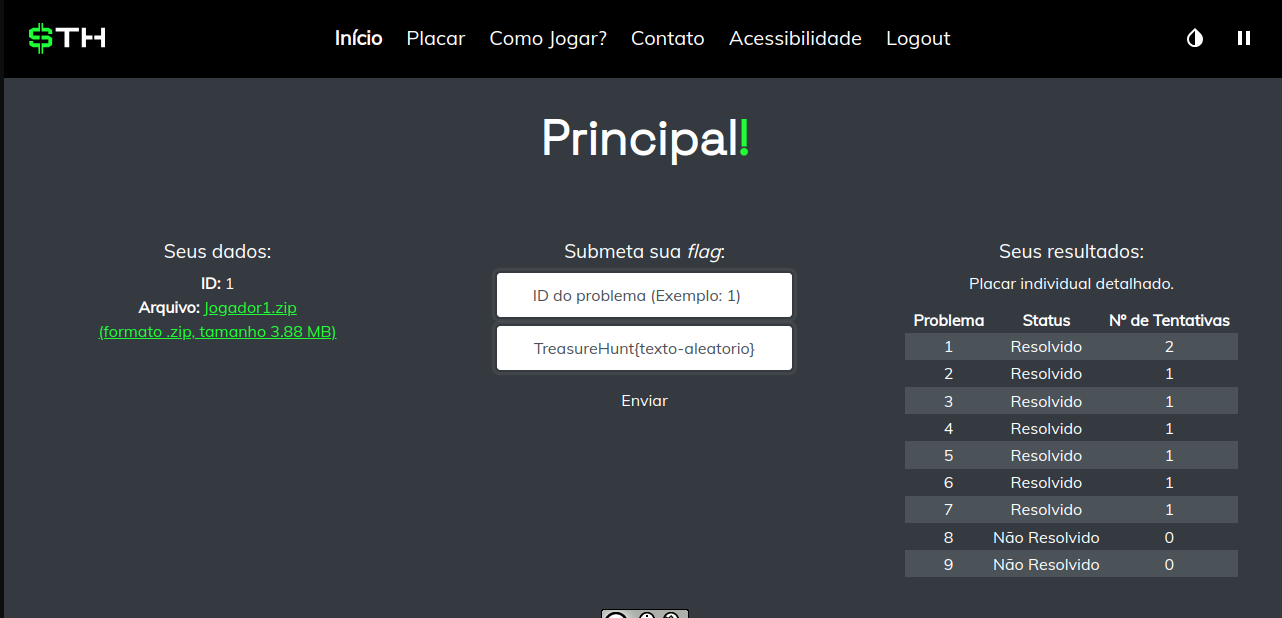 $TH
Início Placar Como Jogar? Contato Acessibilidade Logout
Principal!
Seus dados:
ID: 1
Arquivo: Jogador1.zip
(formato .zip, tamanho 3.88 MB)
Submeta sua flag:
ID do problema (Exemplo: 1)
TreasureHunt{texto-aleatorio}
Enviar
Seus resultados:
Placar individual detalhado.
Problema Status Nº de Tentativas
1 Resolvido 2
2 Resolvido 1
3 Resolvido 1
4 Resolvido 1
5 Resolvido 1
6 Resolvido 1
7 Resolvido 1
8 Não Resolvido 0
9 Não Resolvido 0